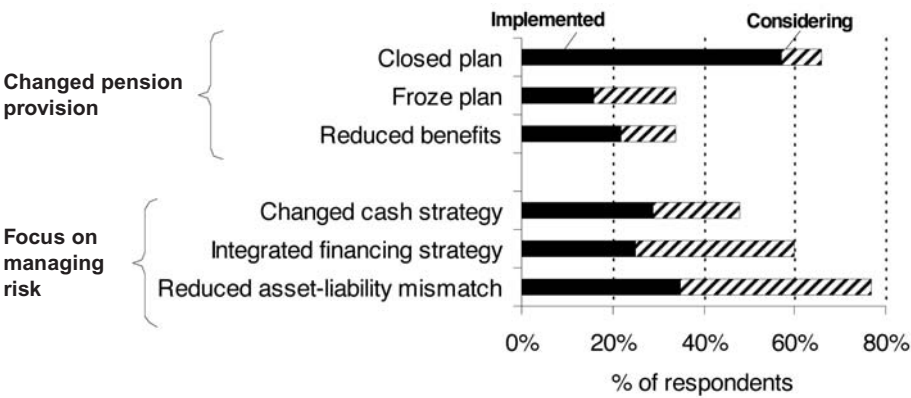 Implemented Considering
Changed pension
provision
Closed plan
Froze plan
Reduced benefits
Focus on
managing
risk
Changed cash strategy
Integrated financing strategy
Reduced asset-liability mismatch
0% 20% 40% 60% 80%
% of respondents